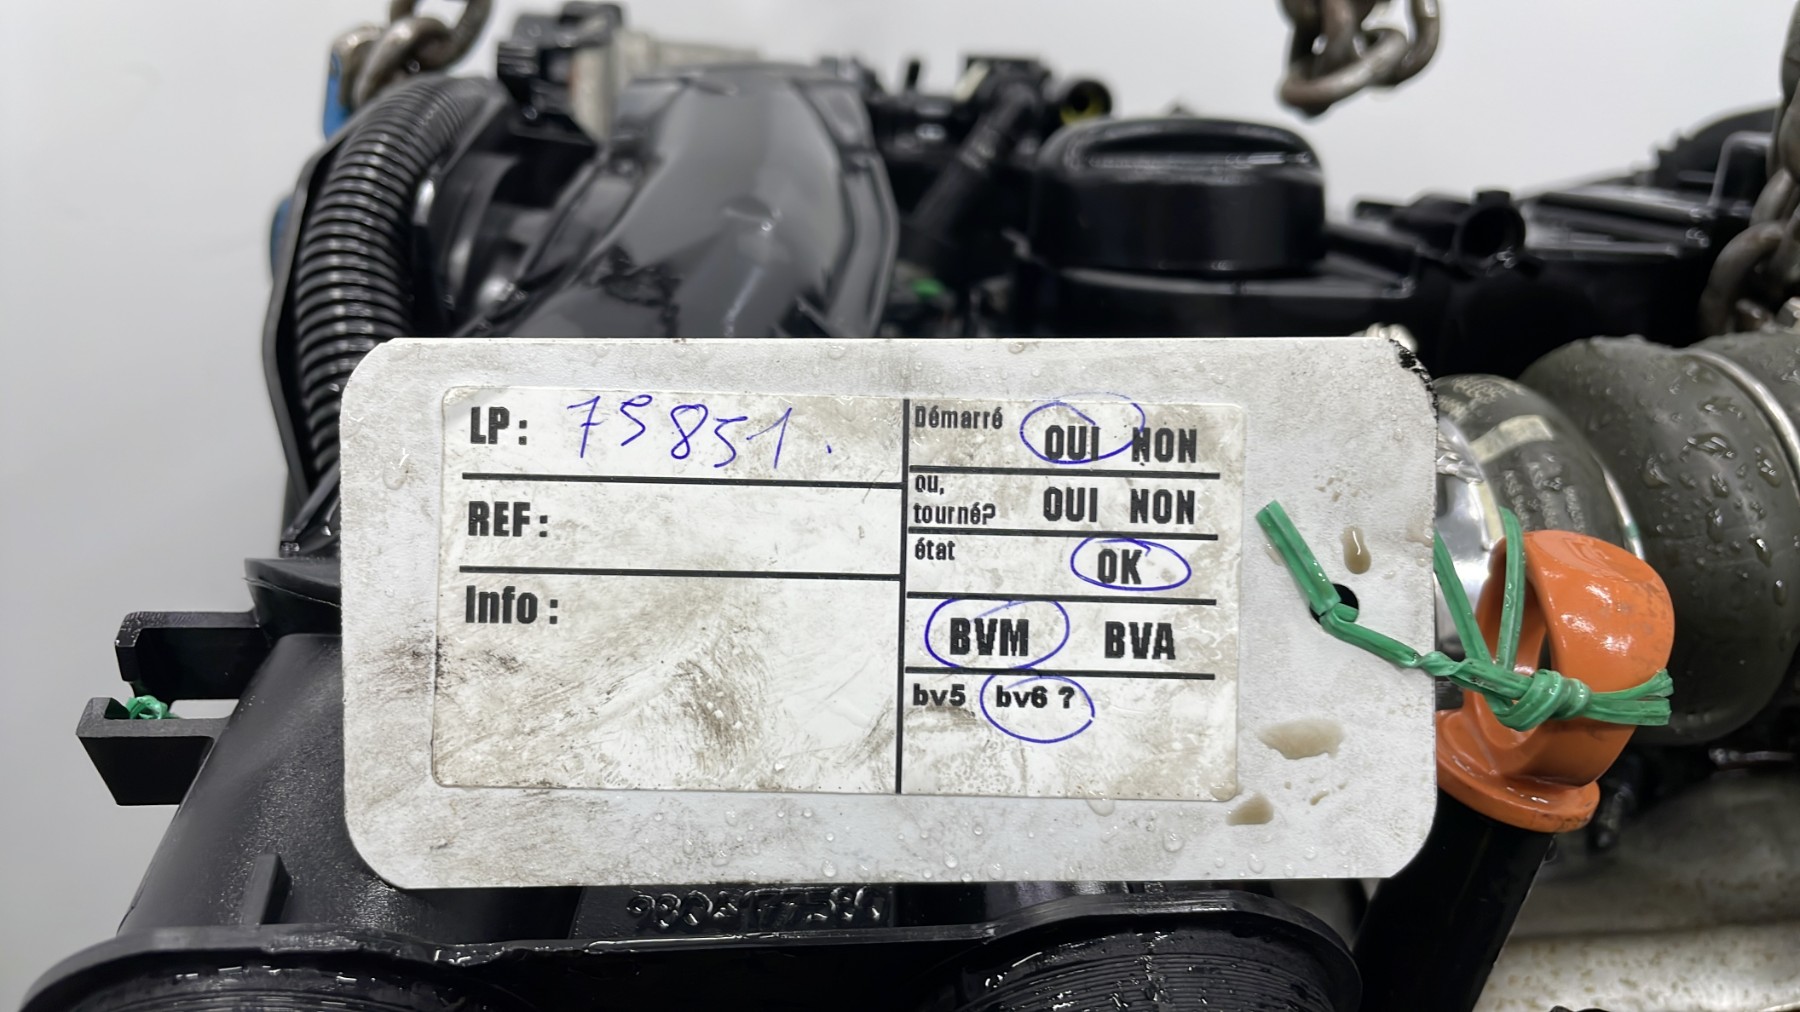 LP : 75851.
REF :
Info :
Démarré OUI NON
ou,
tourné? OUI NON
état OK
BVM BVA
bv5 bv6 ?